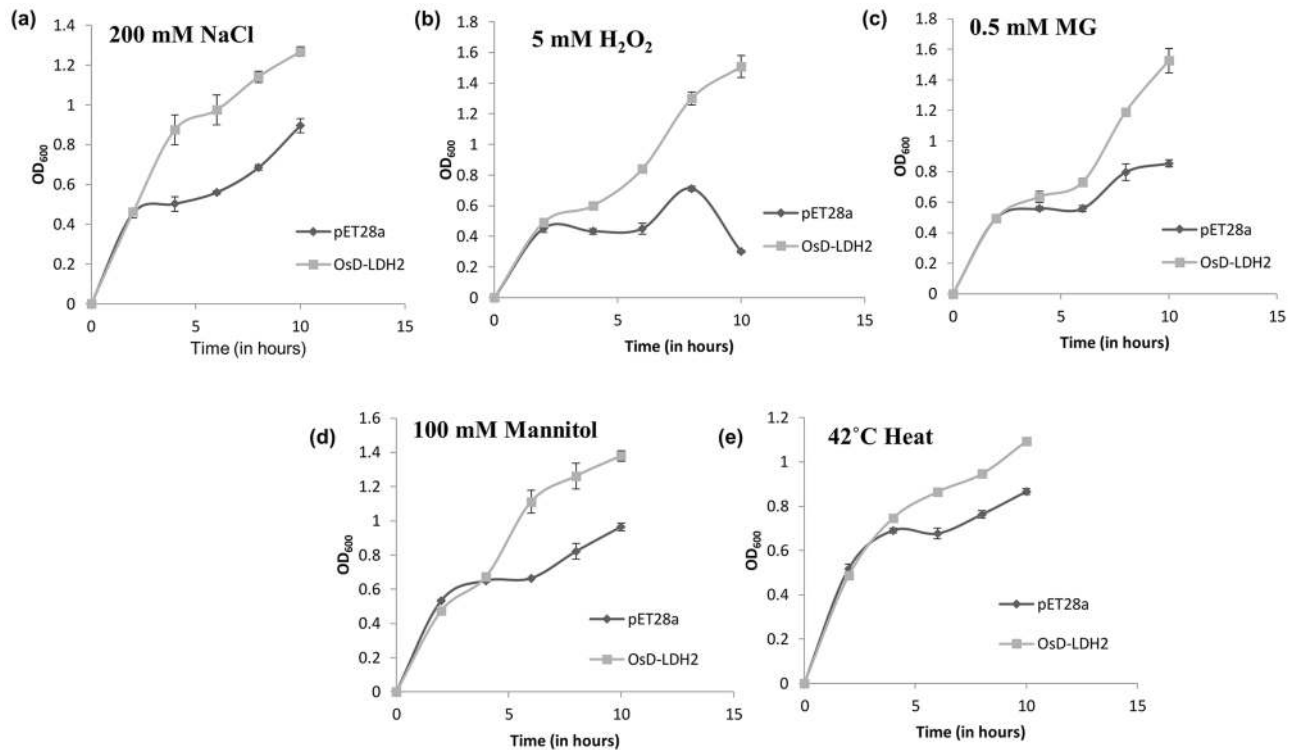 (a)
200 mM NaCl
1.4
1.2
1
0.8
0.6
0.4
0.2
0
OD600
0
5
10
15
Time (in hours)
pET28a
OsD-LDH2
(b)
5 mM H2O2
1.8
1.6
1.4
1.2
1
0.8
0.6
0.4
0.2
0
OD600
0
5
10
15
Time (in hours)
pET28a
OsD-LDH2
(c)
0.5 mM MG
1.8
1.6
1.4
1.2
1
0.8
0.6
0.4
0.2
0
OD600
0
5
10
15
Time (in hours)
pET28a
OsD-LDH2
(d)
100 mM Mannitol
1.6
1.4
1.2
1
0.8
0.6
0.4
0.2
0
OD600
0
5
10
15
Time (in hours)
pET28a
OsD-LDH2
(e)
42°C Heat
1.2
1
0.8
0.6
0.4
0.2
0
OD600
0
5
10
15
Time (in hours)
pET28a
OsD-LDH2